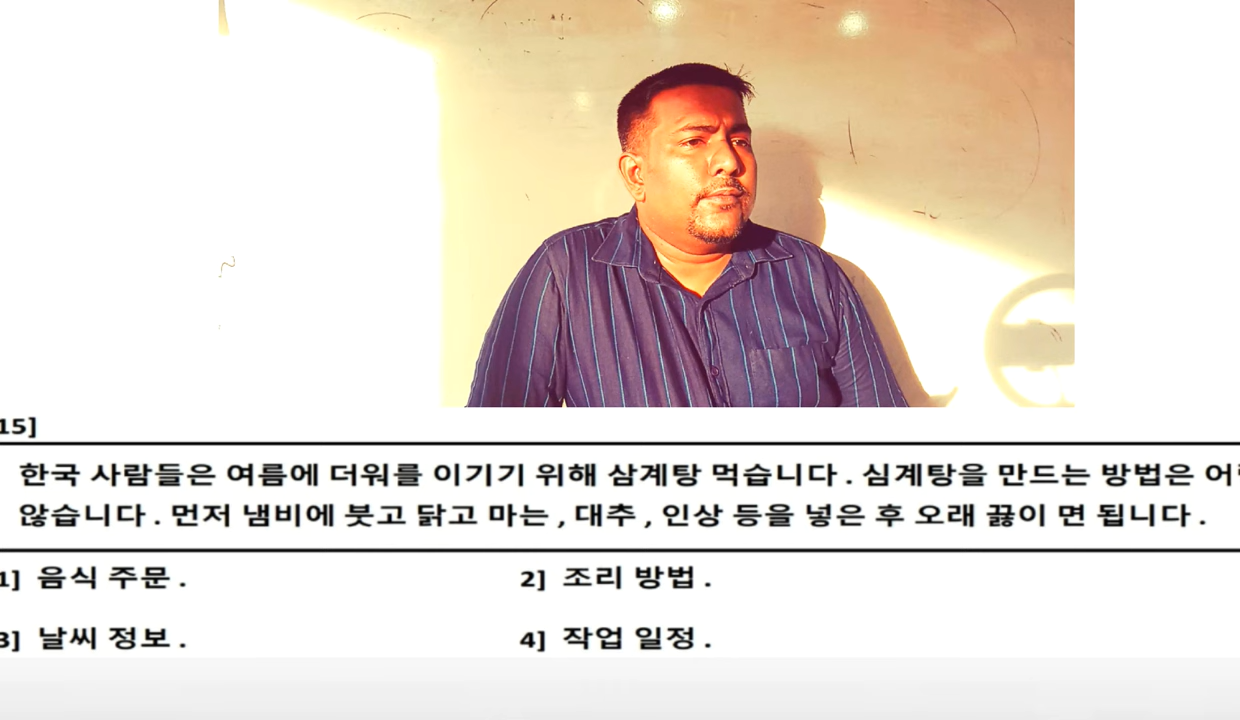 15]
한국 사람들은 여름에 더워를 이기기 위해 삼계탕 먹습니다 . 심계탕을 만드는 방법은
않습니다 . 먼저 냄비에 붓고 닭고 마는 , 대추 , 인상 등을 넣은 후 오래 끓이 면 됩니다 .
1] 음식 주문 .
2] 조리 방법 .
3] 날씨 정보 .
4] 작업 일정 .